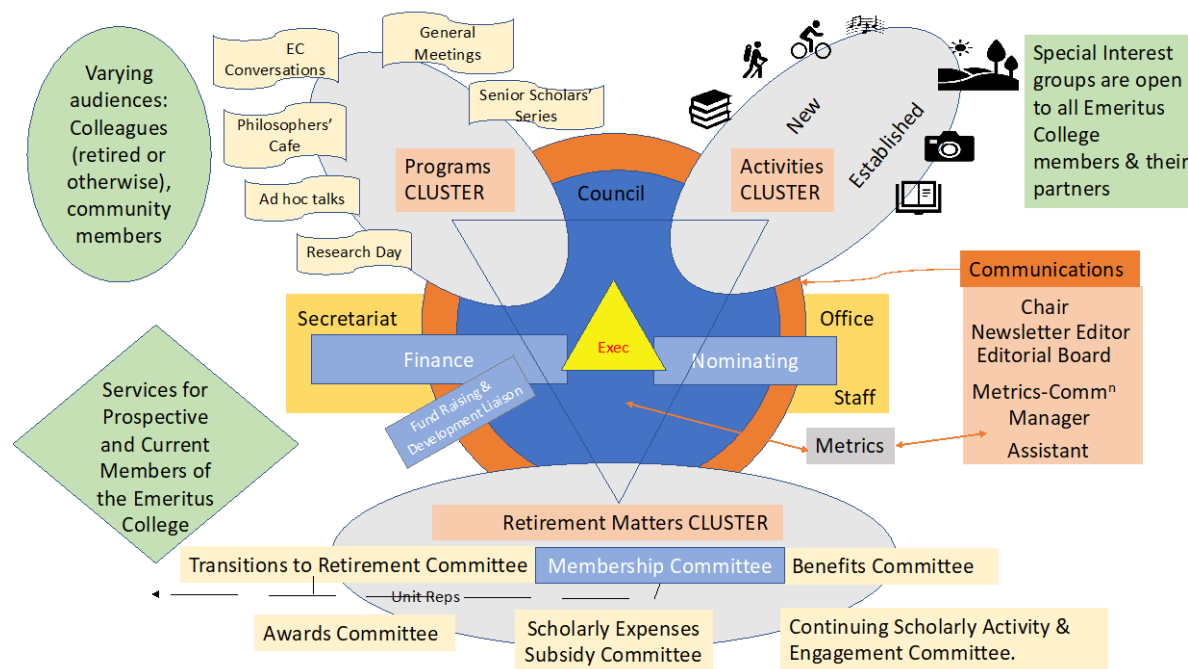 Varying
audiences:
Colleagues
(retired or
otherwise),
community
members
EC
Conversations
General
Meetings
Senior Scholars’
Series
Philosophers’
Cafe
Ad hoc talks
Research Day
Programs
CLUSTER
Council
Activities
CLUSTER
New
Established
Special Interest
groups are open
to all Emeritus
College
members & their
partners
Communications
Chair
Newsletter Editor
Editorial Board
Metrics-Commⁿ
Manager
Assistant
Secretariat
Finance
Exec
Office
Nominating
Staff
Fund Raising &
Development Liaison
Metrics
Services for
Prospective
and Current
Members of
the Emeritus
College
Retirement Matters CLUSTER
Transitions to Retirement Committee
Membership Committee
Benefits Committee
Unit Reps
Awards Committee
Scholarly Expenses
Subsidy Committee
Continuing Scholarly Activity &
Engagement Committee.